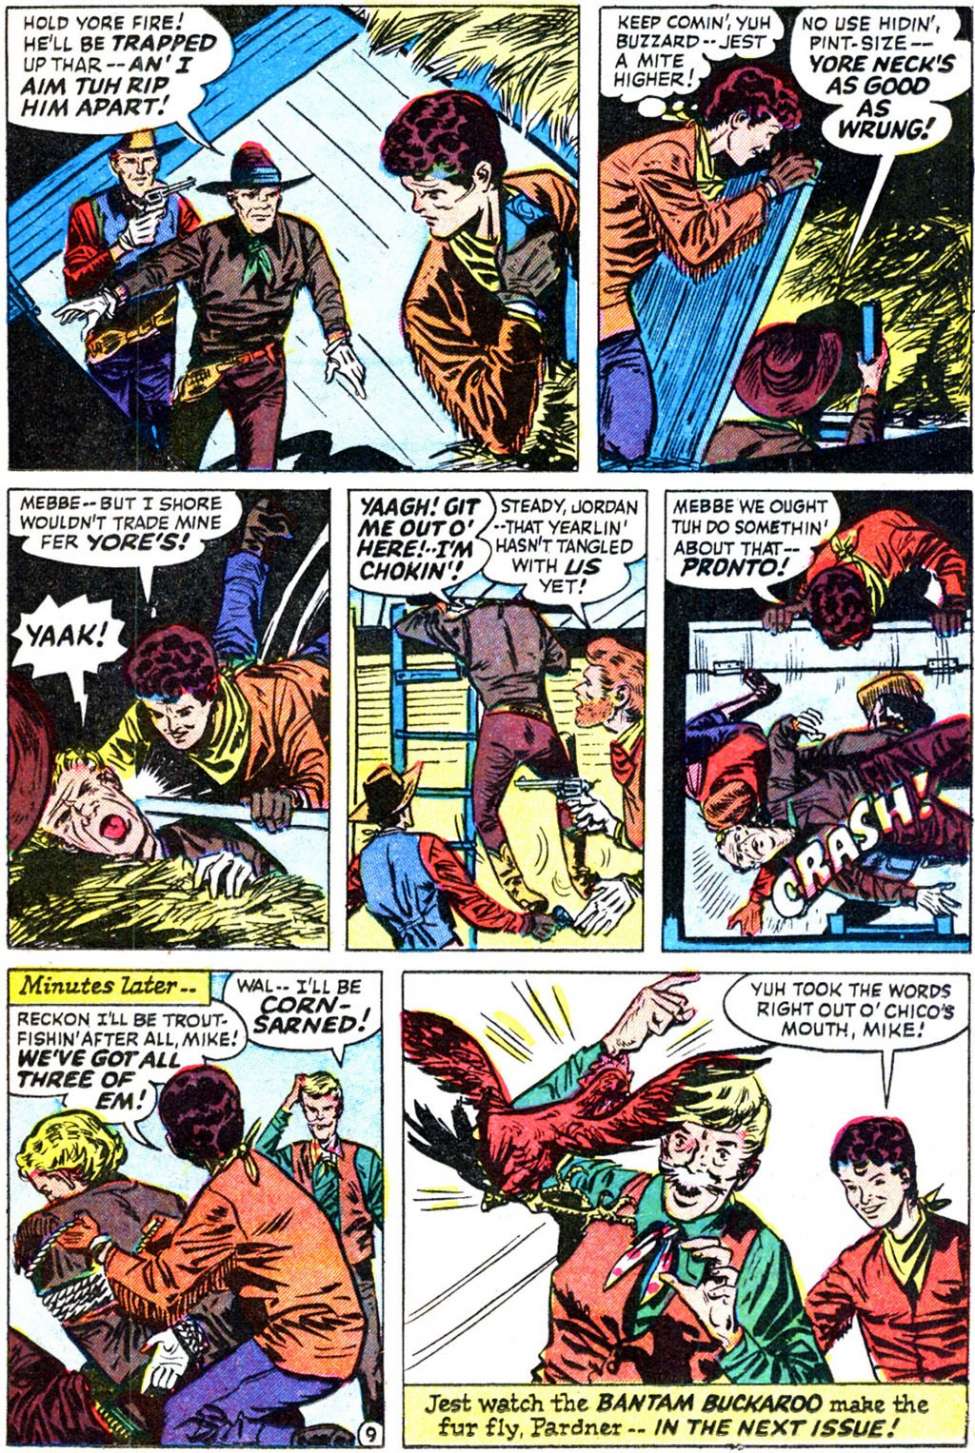 HOLD YORE FIRE!
HE'LL BE TRAPPED
UP THAR -- AN' I
AIM TUH RIP
HIM APART!
KEEP COMIN', YUH
BUZZARD -- JEST
A MITE
HIGHER!
NO USE HIDIN',
PINT-SIZE --
YORE NECK'S
AS GOOD
AS
WRUNG!
MEBBE -- BUT I SHORE
WOULDN'T TRADE MINE
FER YORE'S!
YAAK!
YAAGH! GIT
ME OUT O'
HERE!.. I'M
CHOKIN'!
STEADY, JORDAN
--THAT YEARLIN'
HASN'T TANGLED
WITH US
YET!
MEBBE WE OUGHT
TUH DO SOMETHIN'
ABOUT THAT --
PRONTO!
CRASH!
Minutes later --
RECKON I'LL BE TROUT-
FISHIN' AFTER ALL, MIKE!
WE'VE GOT ALL
THREE OF
EM!
WAL -- I'LL BE
CORN-
SARNED!
9
YUH TOOK THE WORDS
RIGHT OUT O' CHICO'S
MOUTH, MIKE!
Jest watch the BANTAM BUCKAROO make the
fur fly, Pardner -- IN THE NEXT ISSUE!